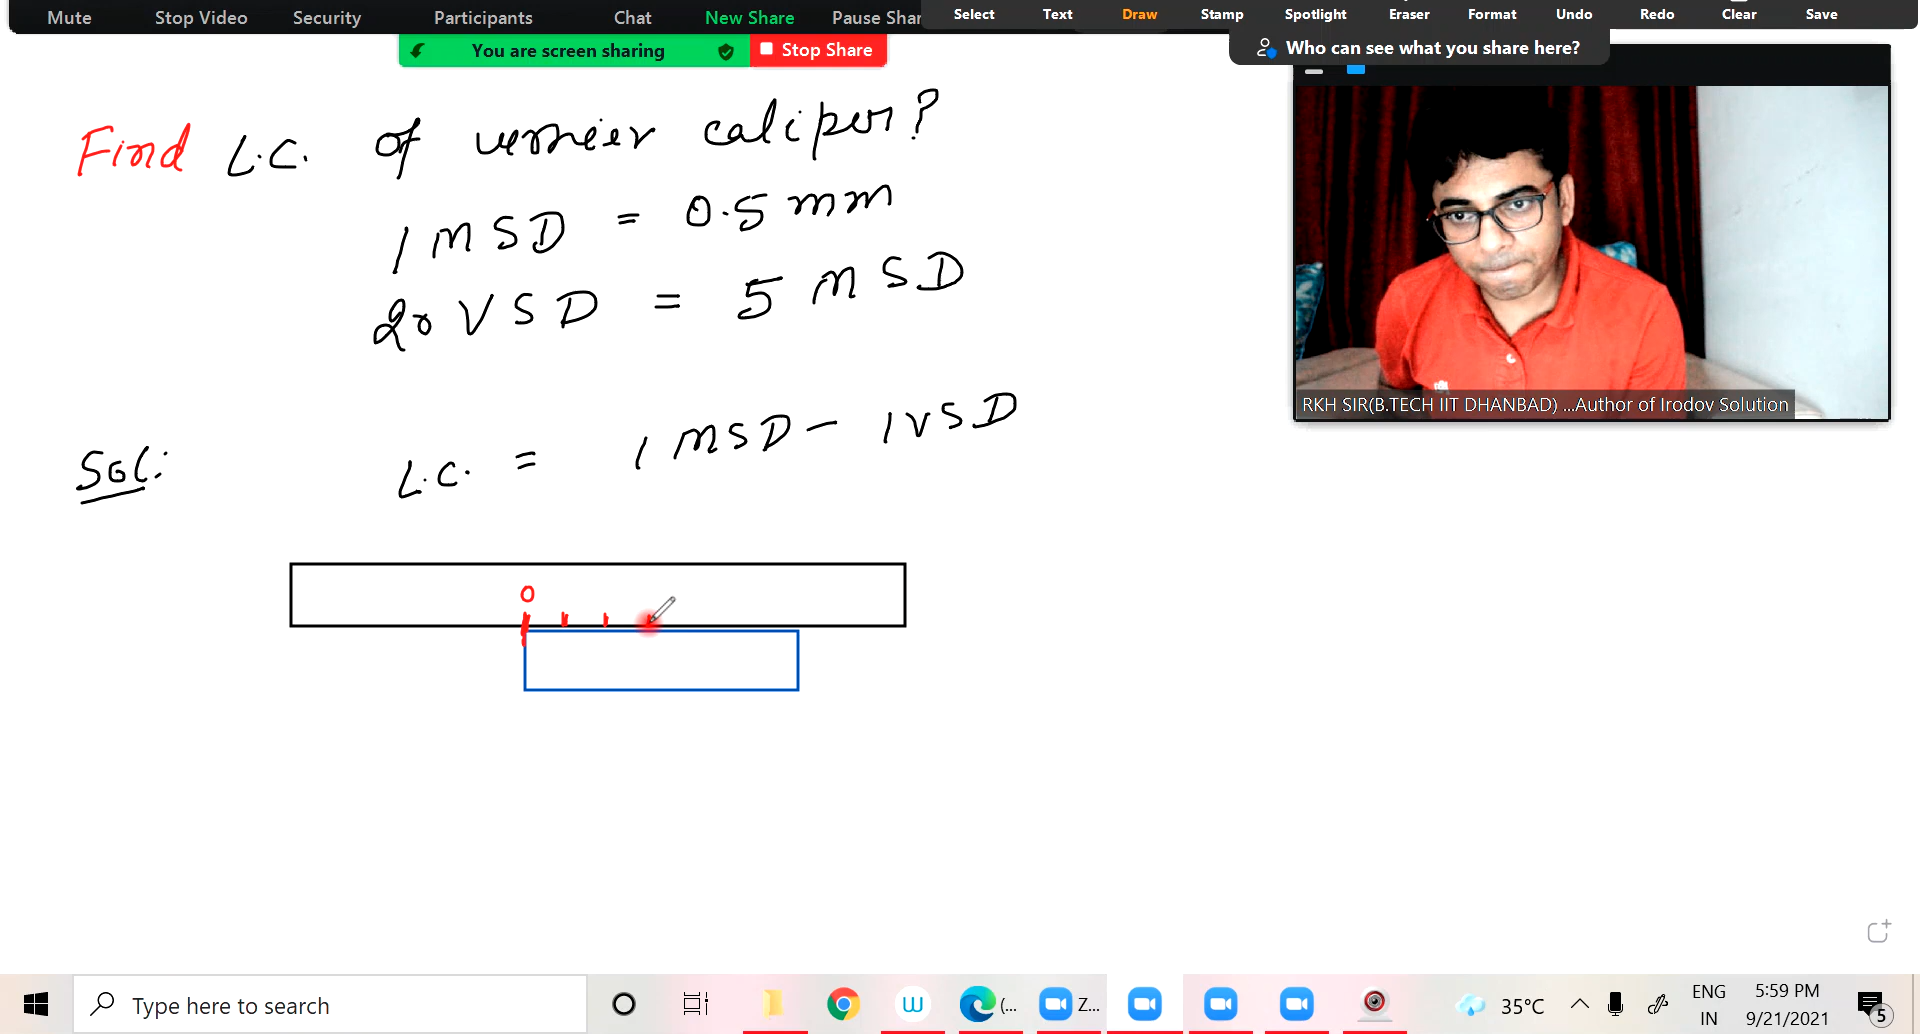 Mute Stop Video Security Participants Chat New Share Pause Shar
Select Text Draw Stamp Spotlight Eraser Format Undo Redo Clear Save
You are screen sharing Stop Share
Who can see what you share here?
Find L.C. of vernier caliper?
1 MSD = 0.5 mm
20 VSD = 5 MSD
Sol:
L.C. = 1 MSD - 1 VSD
0
RKH SIR(B.TECH IIT DHANBAD) ...Author of Irodov Solution
Type here to search
(...
Z...
35°C
ENG
IN
5:59 PM
9/21/2021
5